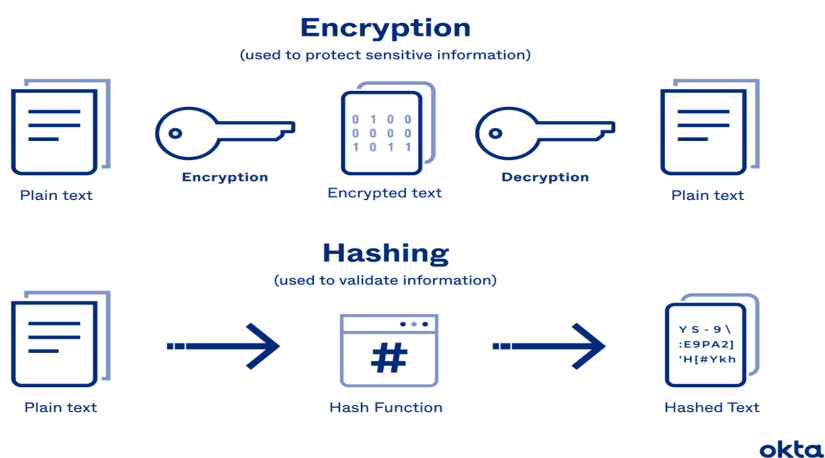 Encryption
(used to protect sensitive information)
0 1 0 0
0 0 0 0
1 0 1 1
Plain text
Encryption
Encrypted text
Decryption
Plain text
Hashing
(used to validate information)
#
Y S - 9 \
:E9PA2]
'H[#Ykh
Plain text
Hash Function
Hashed Text
okta